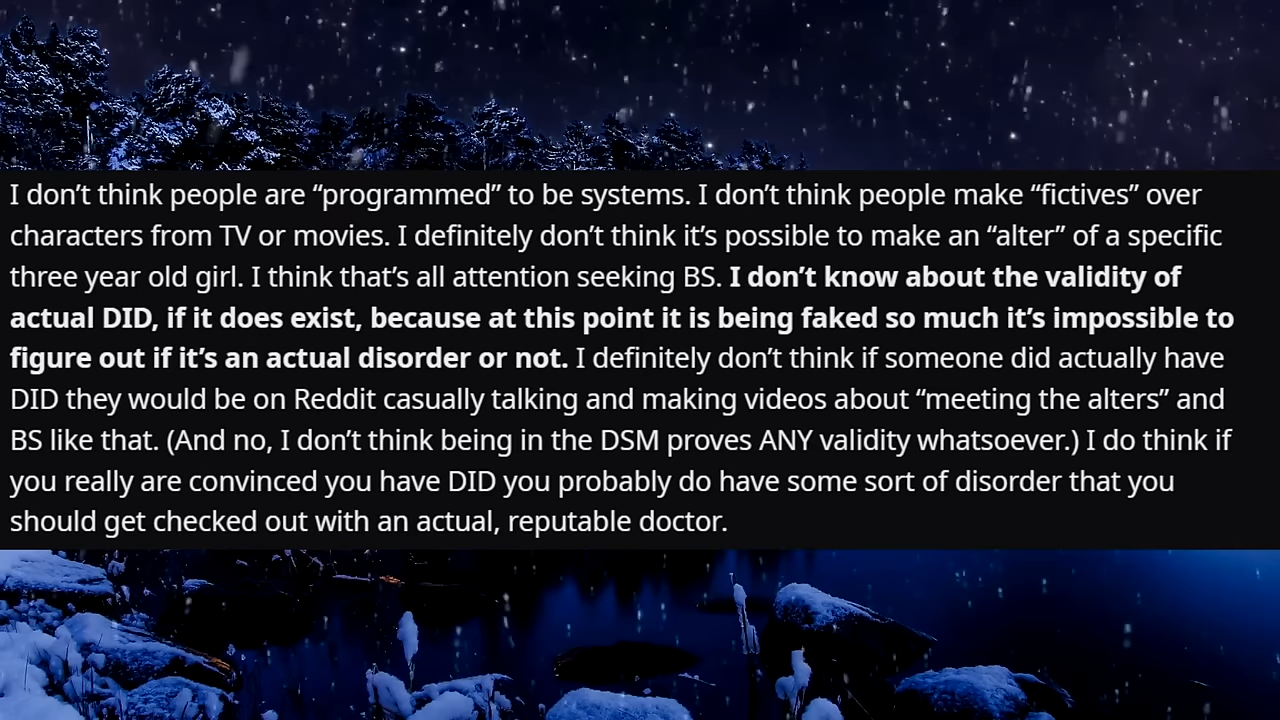 I don’t think people are “programmed” to be systems. I don’t think people make “fictives” over
characters from TV or movies. I definitely don’t think it’s possible to make an “alter” of a specific
three year old girl. I think that’s all attention seeking BS. I don’t know about the validity of
actual DID, if it does exist, because at this point it is being faked so much it’s impossible to
figure out if it’s an actual disorder or not. I definitely don’t think if someone did actually have
DID they would be on Reddit casually talking and making videos about “meeting the alters” and
BS like that. (And no, I don’t think being in the DSM proves ANY validity whatsoever.) I do think if
you really are convinced you have DID you probably do have some sort of disorder that you
should get checked out with an actual, reputable doctor.